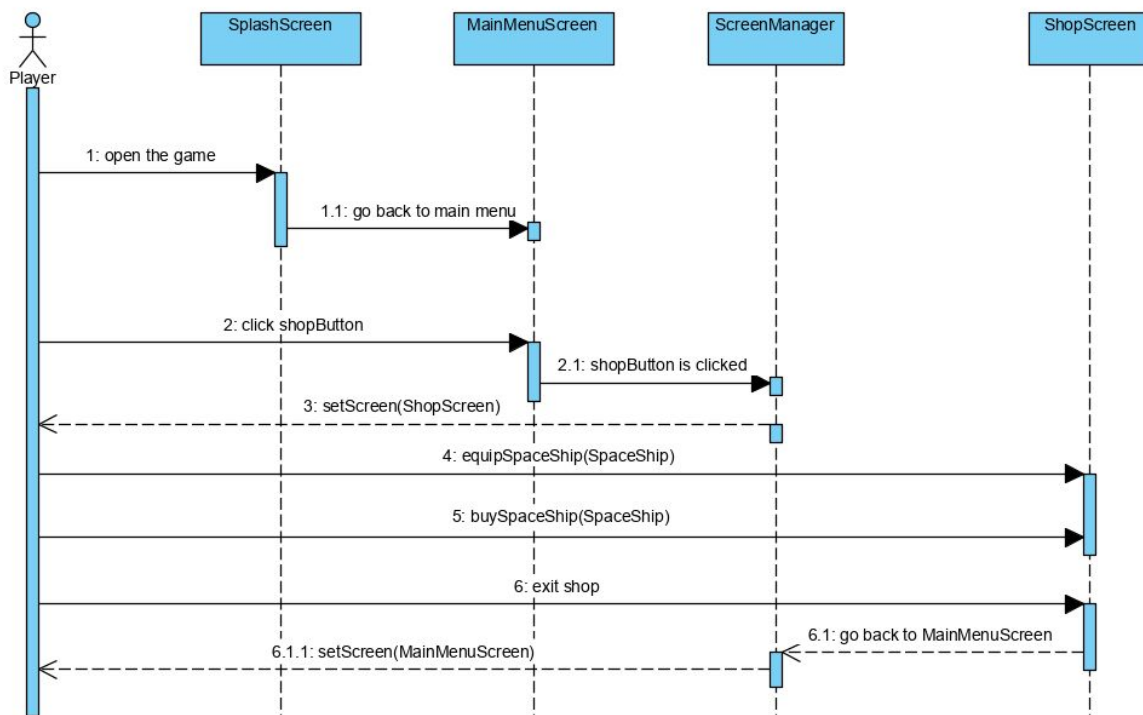 SplashScreen
MainMenuScreen
ScreenManager
ShopScreen
Player
1: open the game
1.1: go back to main menu
2: click shopButton
2.1: shopButton is clicked
3: setScreen(ShopScreen)
4: equipSpaceShip(SpaceShip)
5: buySpaceShip(SpaceShip)
6: exit shop
6.1: go back to MainMenuScreen
6.1.1: setScreen(MainMenuScreen)